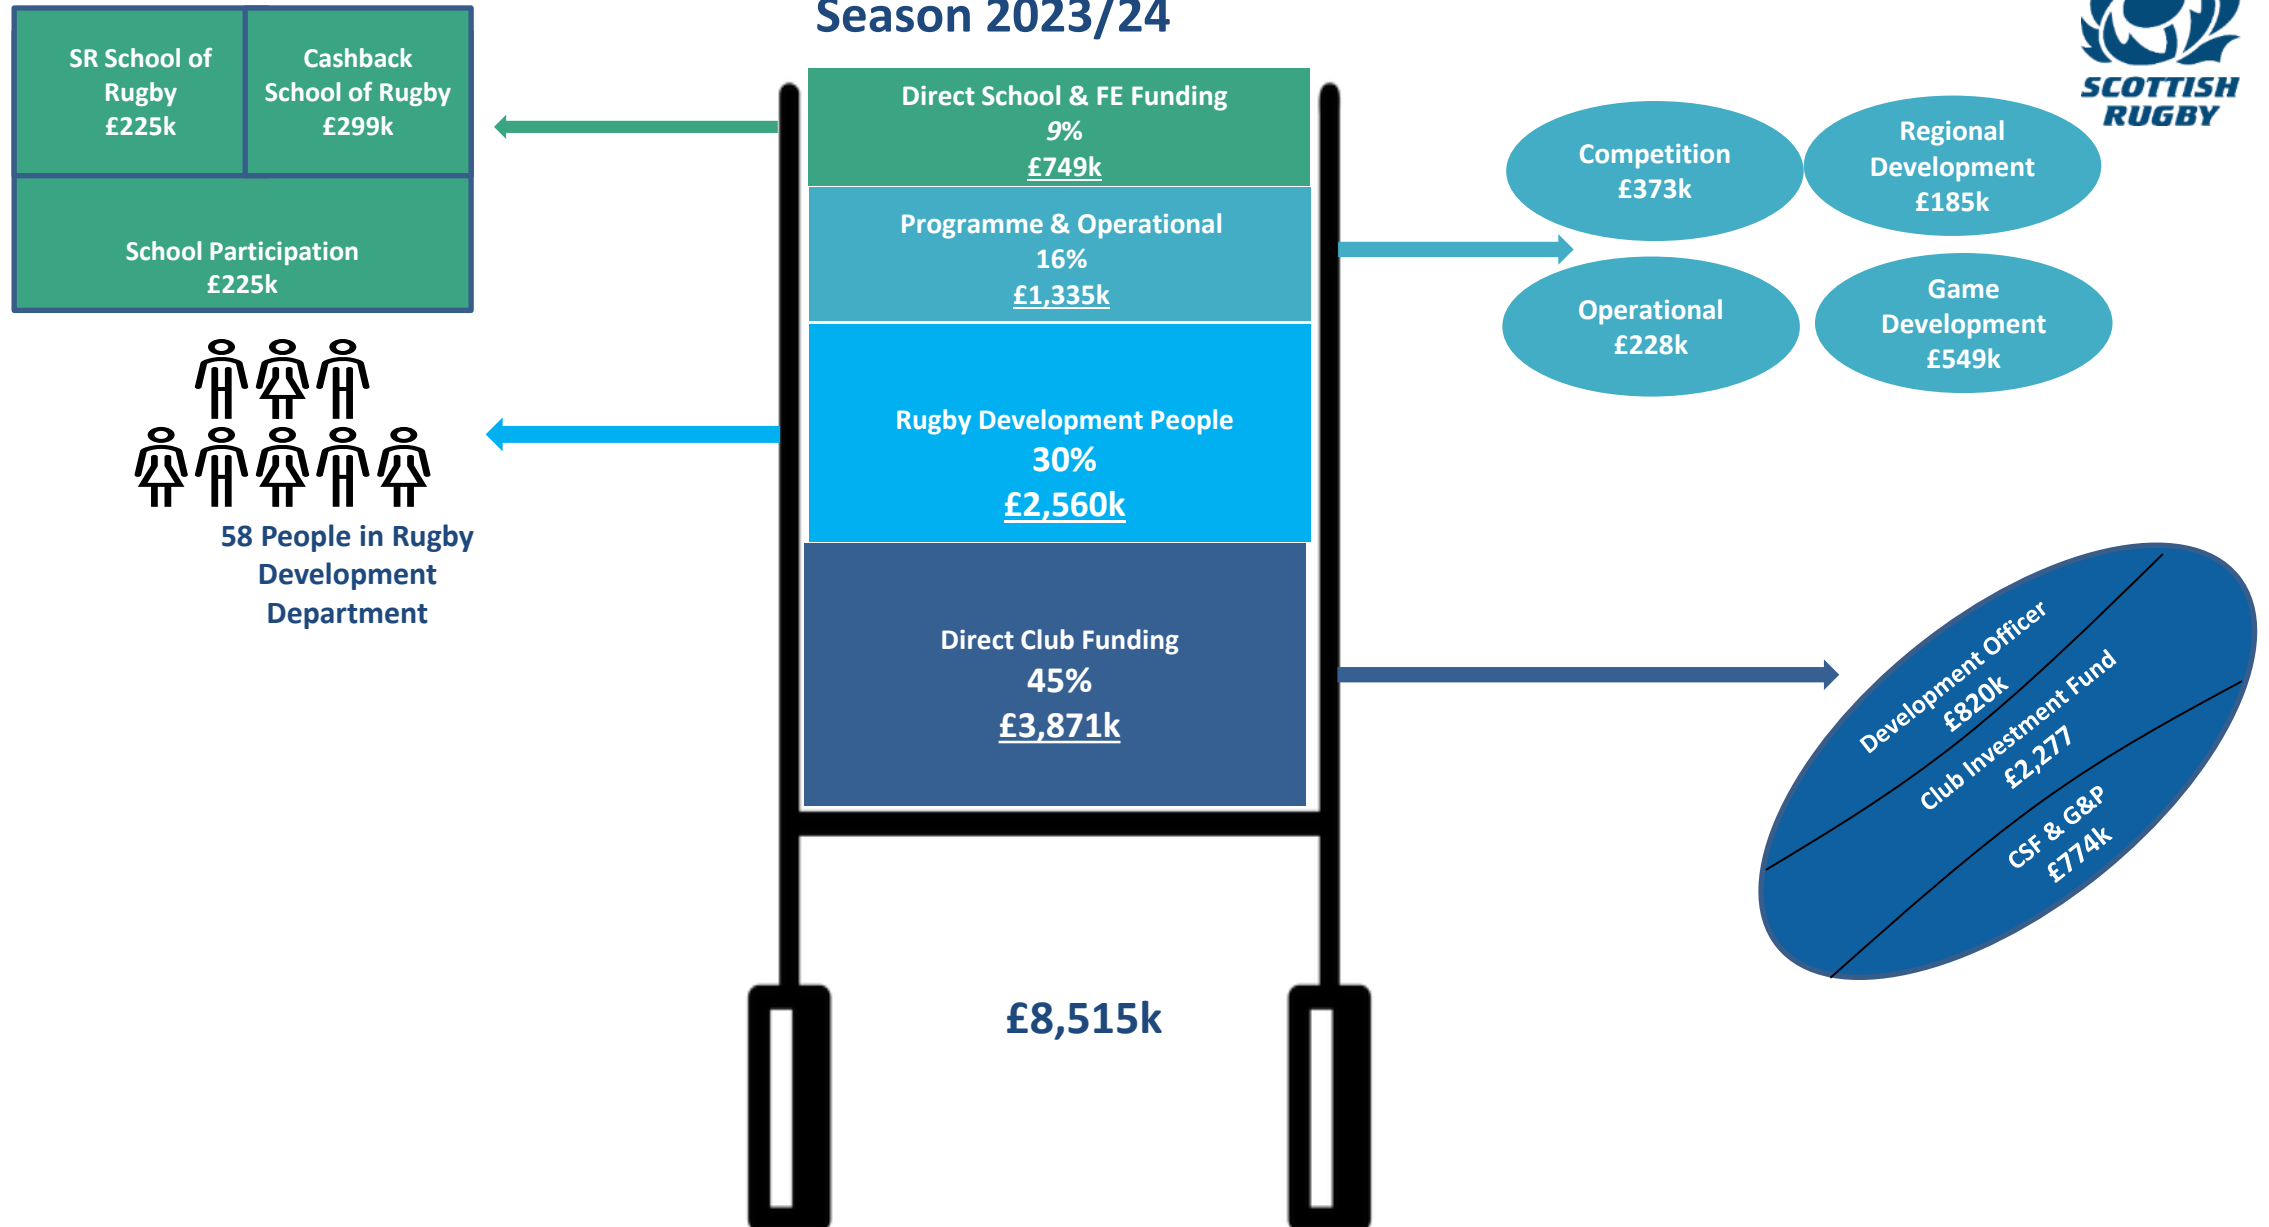 Season 2023/24
SCOTTISH
RUGBY
SR School of
Rugby
£225k
Cashback
School of Rugby
£299k
School Participation
£225k
Direct School & FE Funding
9%
£749k
Programme & Operational
16%
£1,335k
Rugby Development People
30%
£2,560k
Direct Club Funding
45%
£3,871k
Competition
£373k
Regional
Development
£185k
Operational
£228k
Game
Development
£549k
58 People in Rugby
Development
Department
Development Officer
£820k
Club Investment Fund
£2,277
CSF & G&P
£774k
£8,515k